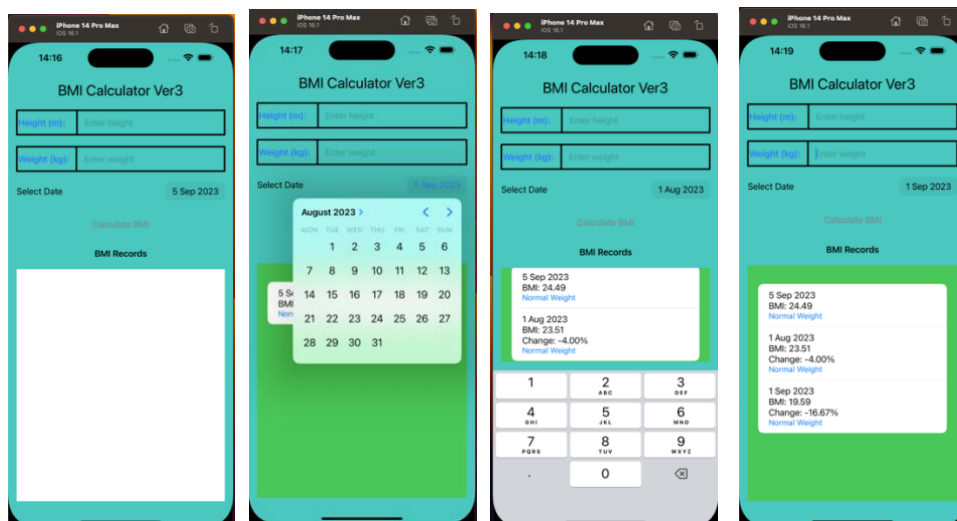 iPhone 14 Pro Max
iOS 16.1
14:16
BMI Calculator Ver3
Height (m): Enter height
Weight (kg): Enter weight
Select Date 5 Sep 2023
Calculate BMI
BMI Records
iPhone 14 Pro Max
iOS 16.1
14:17
BMI Calculator Ver3
Height (m): Enter height
Weight (kg): Enter weight
Select Date 5 Sep 2023
August 2023 >
MON TUE WED THU FRI SAT SUN
1 2 3 4 5 6
7 8 9 10 11 12 13
14 15 16 17 18 19 20
21 22 23 24 25 26 27
28 29 30 31
5 Se
BMI
Norm
iPhone 14 Pro Max
iOS 16.1
14:18
BMI Calculator Ver3
Height (m): Enter height
Weight (kg): Enter weight
Select Date 1 Aug 2023
Calculate BMI
BMI Records
5 Sep 2023
BMI: 24.49
Normal Weight
1 Aug 2023
BMI: 23.51
Change: -4.00%
Normal Weight
1 2 3
ABC DEF
4 5 6
GHI JKL MNO
7 8 9
PQRS TUV WXYZ
. 0
iPhone 14 Pro Max
iOS 16.1
14:19
BMI Calculator Ver3
Height (m): Enter height
Weight (kg): Enter weight
Select Date 1 Sep 2023
Calculate BMI
BMI Records
5 Sep 2023
BMI: 24.49
Normal Weight
1 Aug 2023
BMI: 23.51
Change: -4.00%
Normal Weight
1 Sep 2023
BMI: 19.59
Change: -16.67%
Normal Weight